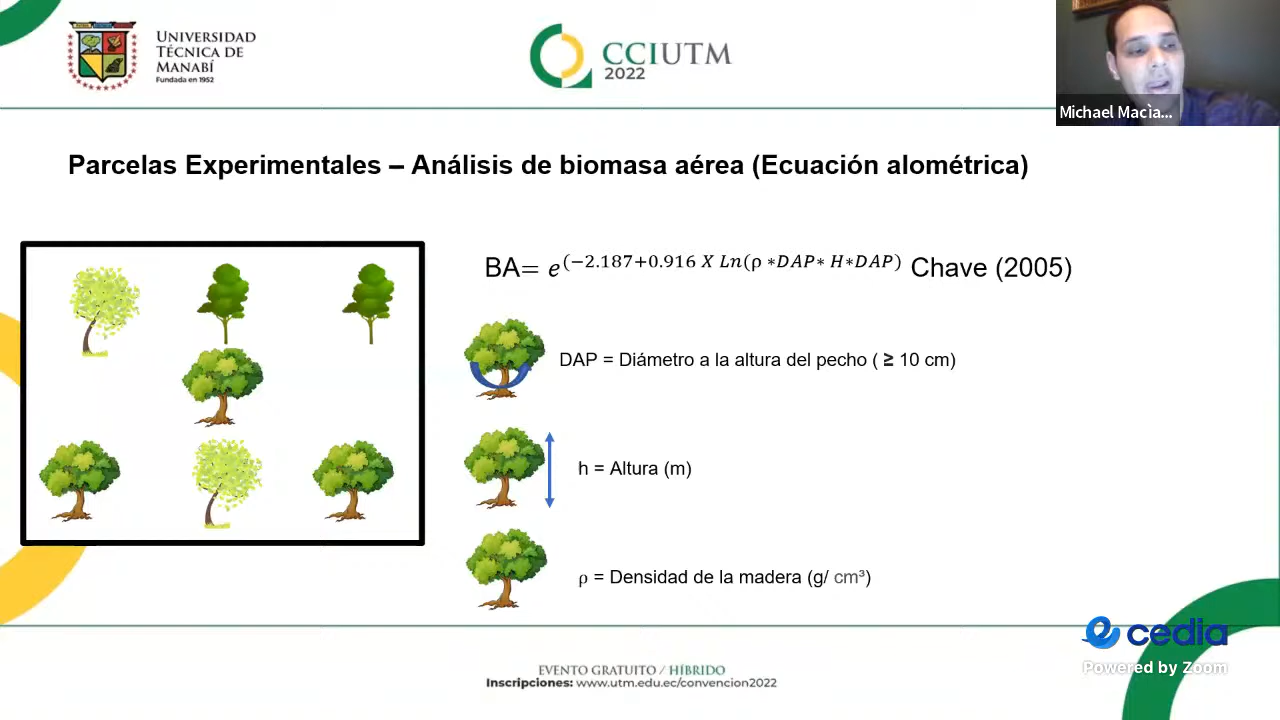 UNIVERSIDAD
TÉCNICA DE
MANABÍ
Fundada en 1952
CCIUTM
2022
Michael Macìa...
Parcelas Experimentales – Análisis de biomasa aérea (Ecuación alométrica)
BA= e^(−2.187+0.916 X Ln(ρ ∗DAP∗ H∗DAP) Chave (2005)
DAP = Diámetro a la altura del pecho ( ≥ 10 cm)
h = Altura (m)
ρ = Densidad de la madera (g/ cm³)
cedia
Powered by Zoom
EVENTO GRATUITO / HÍBRIDO
Inscripciones: www.utm.edu.ec/convencion2022